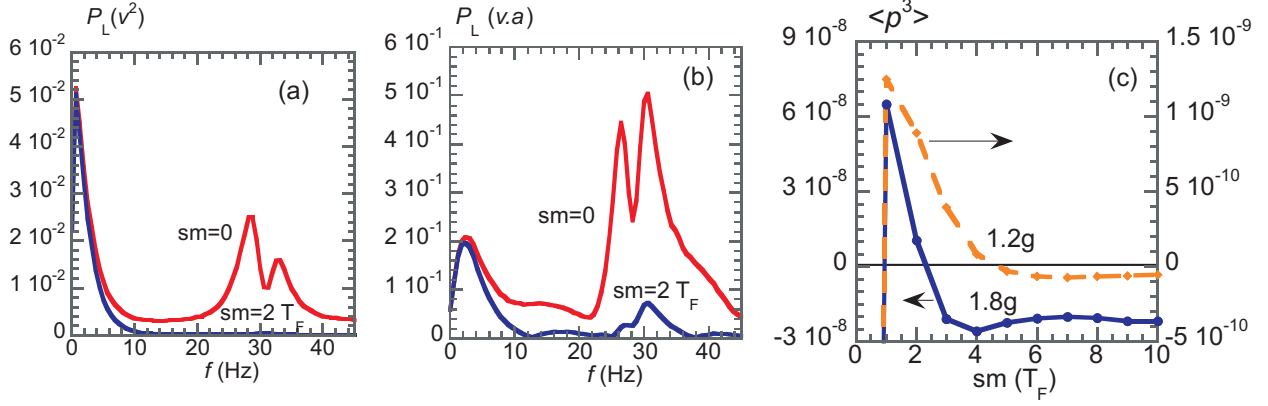 P_L(v²)
6 10⁻²
5 10⁻²
4 10⁻²
3 10⁻²
2 10⁻²
1 10⁻²
0
(a)
sm=0
sm=2 T_F
0 10 20 30 40
f (Hz)
P_L (v.a)
6 10⁻¹
5 10⁻¹
4 10⁻¹
3 10⁻¹
2 10⁻¹
1 10⁻¹
0
(b)
sm=0
sm=2 T_F
0 10 20 30 40
f (Hz)
<p³>
9 10⁻⁸
6 10⁻⁸
3 10⁻⁸
0
-3 10⁻⁸
1.5 10⁻⁹
1 10⁻⁹
5 10⁻¹⁰
0
-5 10⁻¹⁰
(c)
1.2g
1.8g
0 2 4 6 8 10
sm (T_F)